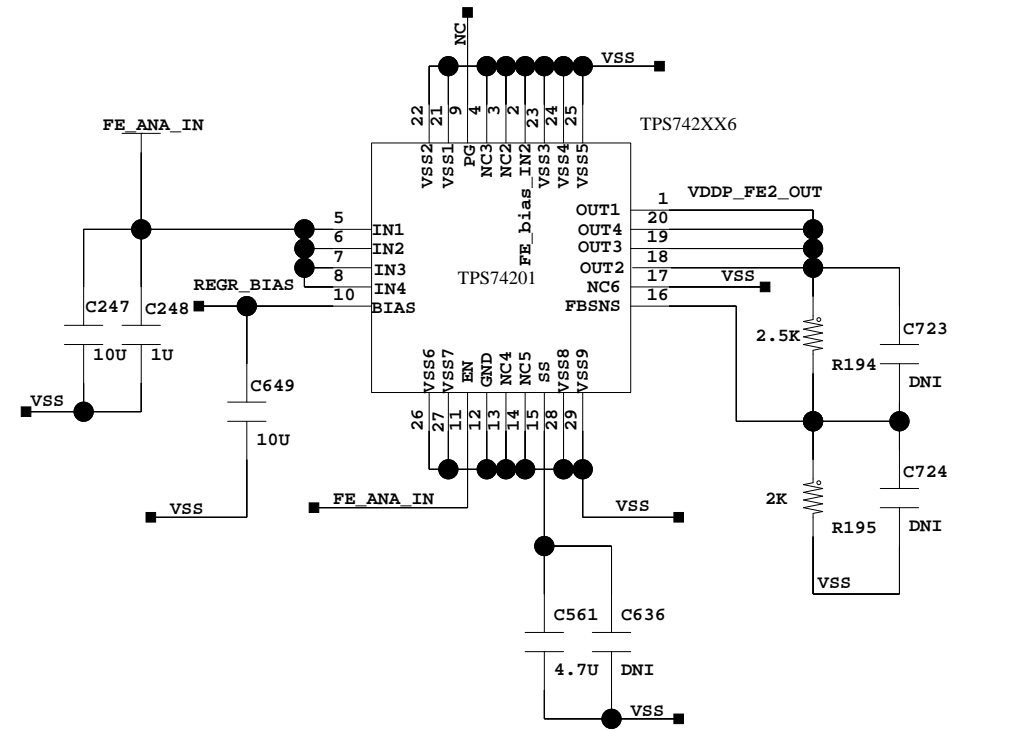 NC
VSS
22
21
9
4
3
2
23
24
25
TPS742XX6
FE_ANA_IN
VSS2
VSS1
PG
NC3
NC2
FE_bias_IN2
VSS3
VSS4
VSS5
VDDP_FE2_OUT
5
IN1
6
IN2
7
IN3
8
IN4
10
BIAS
TPS74201
OUT1
1
OUT4
20
OUT3
19
OUT2
18
NC6
17
VSS
FBSNS
16
REGR_BIAS
C247
10U
C248
1U
VSS
C649
10U
VSS
VSS6
VSS7
EN
GND
NC4
NC5
SS
VSS8
VSS9
26
27
11
12
13
14
15
28
29
FE_ANA_IN
VSS
2.5K
R194
C723
DNI
2K
R195
C724
DNI
VSS
C561
4.7U
C636
DNI
VSS